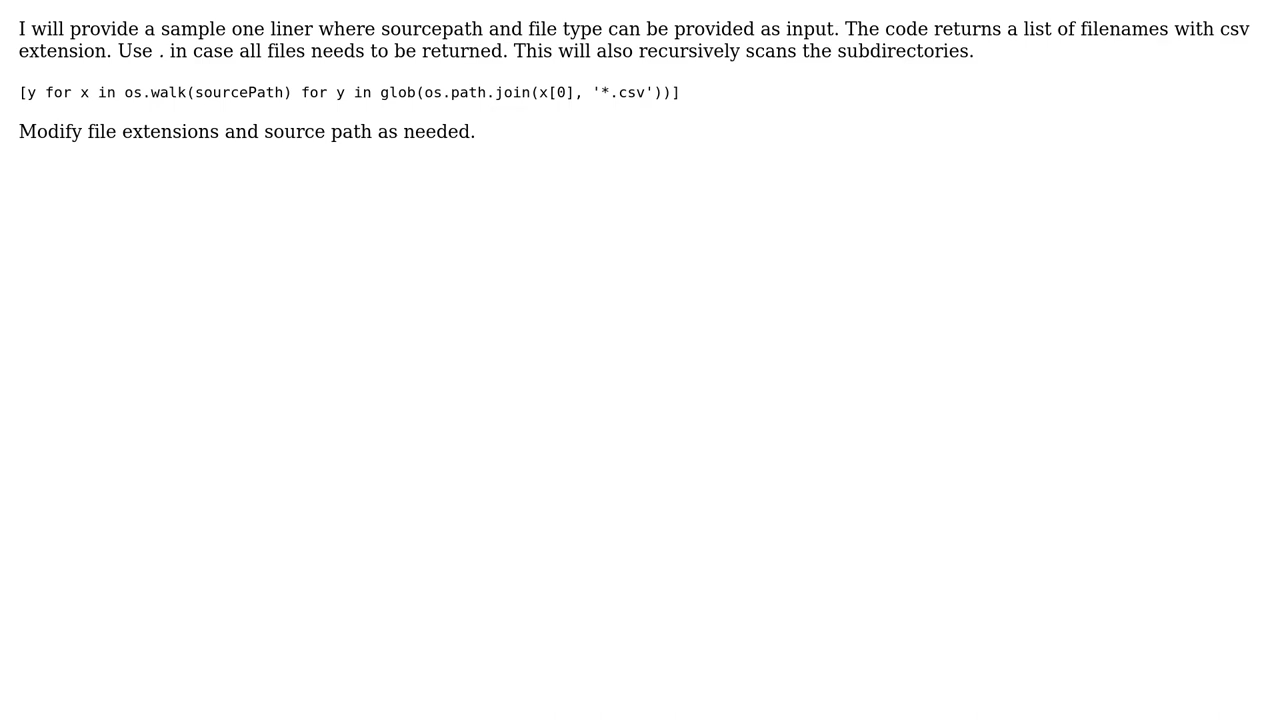 I will provide a sample one liner where sourcepath and file type can be provided as input. The code returns a list of filenames with csv
extension. Use . in case all files needs to be returned. This will also recursively scans the subdirectories.
[y for x in os.walk(sourcePath) for y in glob(os.path.join(x[0], '*.csv'))]
Modify file extensions and source path as needed.